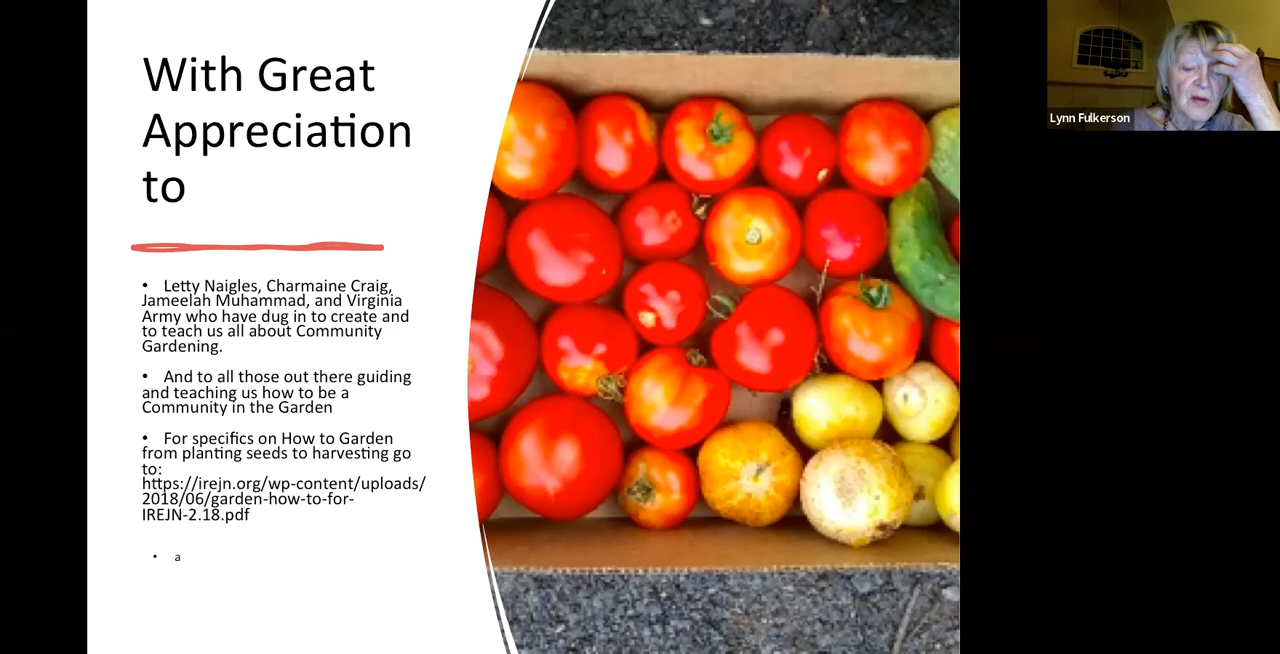 With Great
Appreciation
to
• Letty Naigles, Charmaine Craig,
Jameelah Muhammad, and Virginia
Army who have dug in to create and
to teach us all about Community
Gardening.
• And to all those out there guiding
and teaching us how to be a
Community in the Garden
• For specifics on How to Garden
from planting seeds to harvesting go
to:
https://irejn.org/wp-content/uploads/
2018/06/garden-how-to-for-
IREJN-2.18.pdf
• a
Lynn Fulkerson